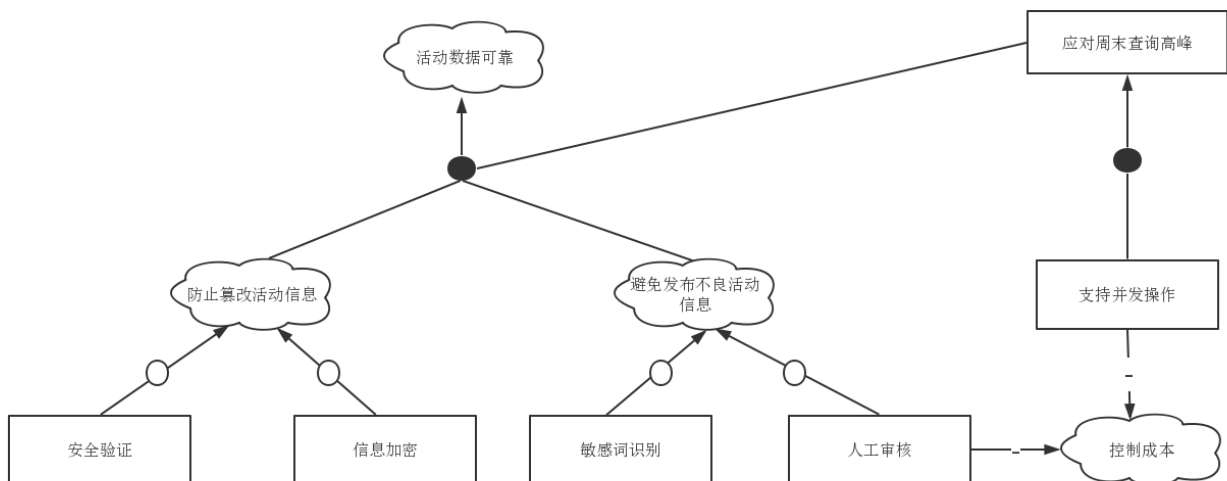 应对周末查询高峰
活动数据可靠
防止篡改活动信息
避免发布不良活动
信息
支持并发操作
-
安全验证
信息加密
敏感词识别
人工审核
-
控制成本